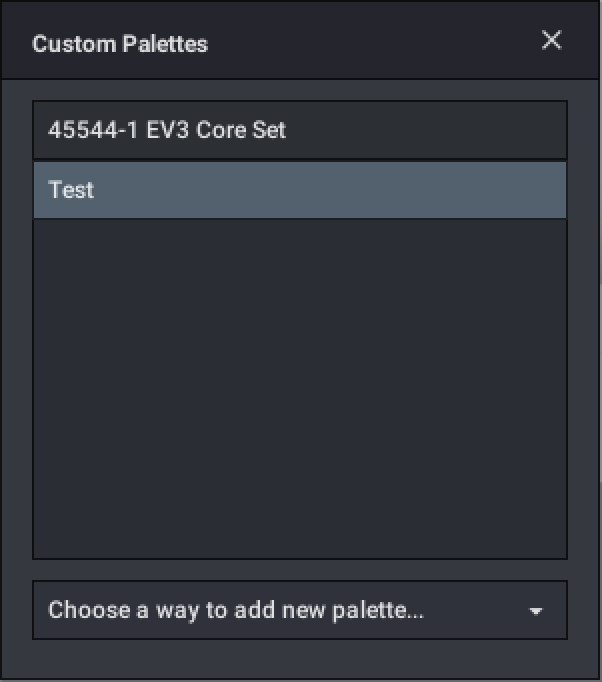 Custom Palettes
45544-1 EV3 Core Set
Test
Choose a way to add new palette...